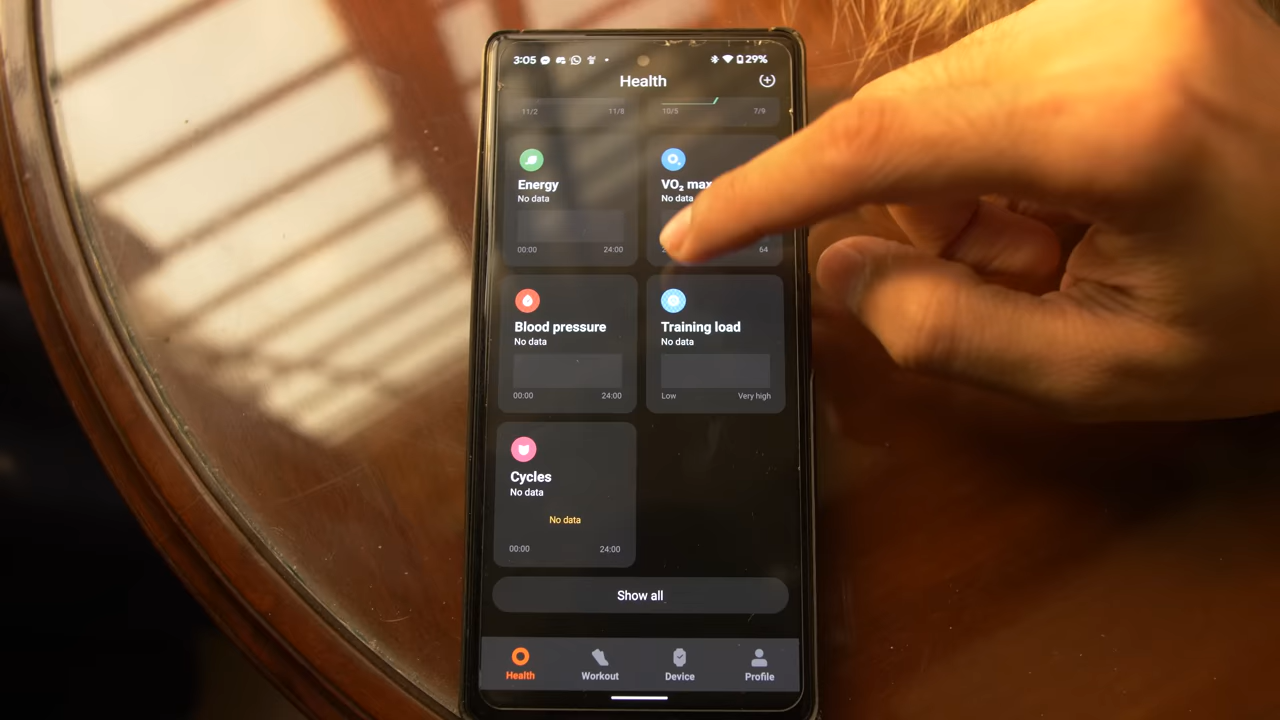 3:05 29%
Health
11/2 11/8 10/5 7/9
Energy
No data
00:00 24:00
VO₂ max
No data
64
Blood pressure
No data
00:00 24:00
Training load
No data
Low Very high
Cycles
No data
No data
00:00 24:00
Show all
Health Workout Device Profile